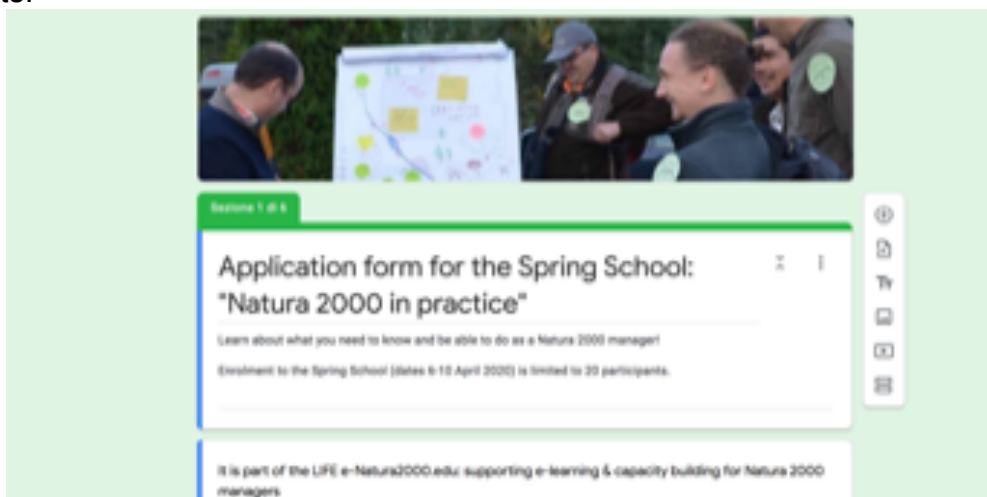 Sezione 1 di 6
Application form for the Spring School:
"Natura 2000 in practice"
Learn about what you need to know and be able to do as a Natura 2000 manager!
Enrolment to the Spring School (dates 6-10 April 2020) is limited to 20 participants.
It is part of the LIFE e-Natura2000.edu: supporting e-learning & capacity building for Natura 2000
managers